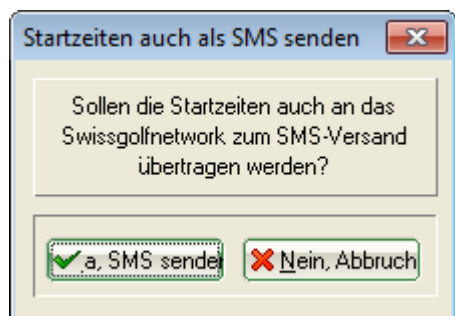 Startzeiten auch als SMS senden
Sollen die Startzeiten auch an das
Swissgolfnetwork zum SMS-Versand
übertragen werden?
a, SMS sende
Nein, Abbruch